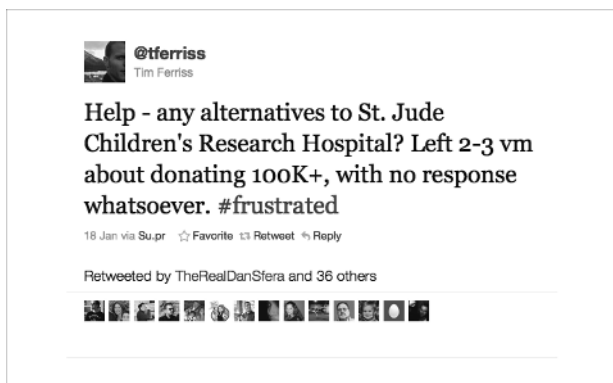 @tferriss
Tim Ferriss
Help - any alternatives to St. Jude
Children's Research Hospital? Left 2-3 vm
about donating 100K+, with no response
whatsoever. #frustrated
18 Jan via Su.pr Favorite Retweet Reply
Retweeted by TheRealDanSfera and 36 others